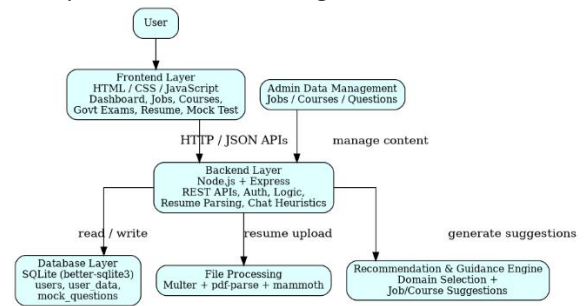 User
Frontend Layer
HTML / CSS / JavaScript
Dashboard, Jobs, Courses,
Govt Exams, Resume, Mock Test
Admin Data Management
Jobs / Courses / Questions
HTTP / JSON APIs
manage content
Backend Layer
Node.js + Express
REST APIs, Auth, Logic,
Resume Parsing, Chat Heuristics
read / write
resume upload
generate suggestions
Database Layer
SQLite (better-sqlite3)
users, user_data,
mock_questions
File Processing
Multer + pdf-parse + mammoth
Recommendation & Guidance Engine
Domain Selection +
Job/Course Suggestions